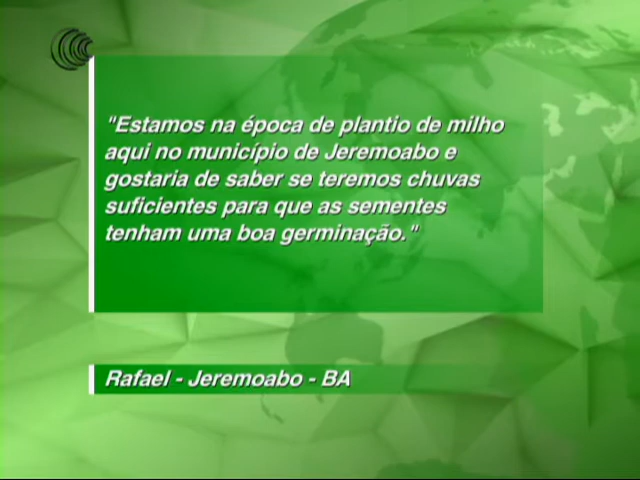 "Estamos na época de plantio de milho
aqui no município de Jeremoabo e
gostaria de saber se teremos chuvas
suficientes para que as sementes
tenham uma boa germinação."
Rafael - Jeremoabo - BA